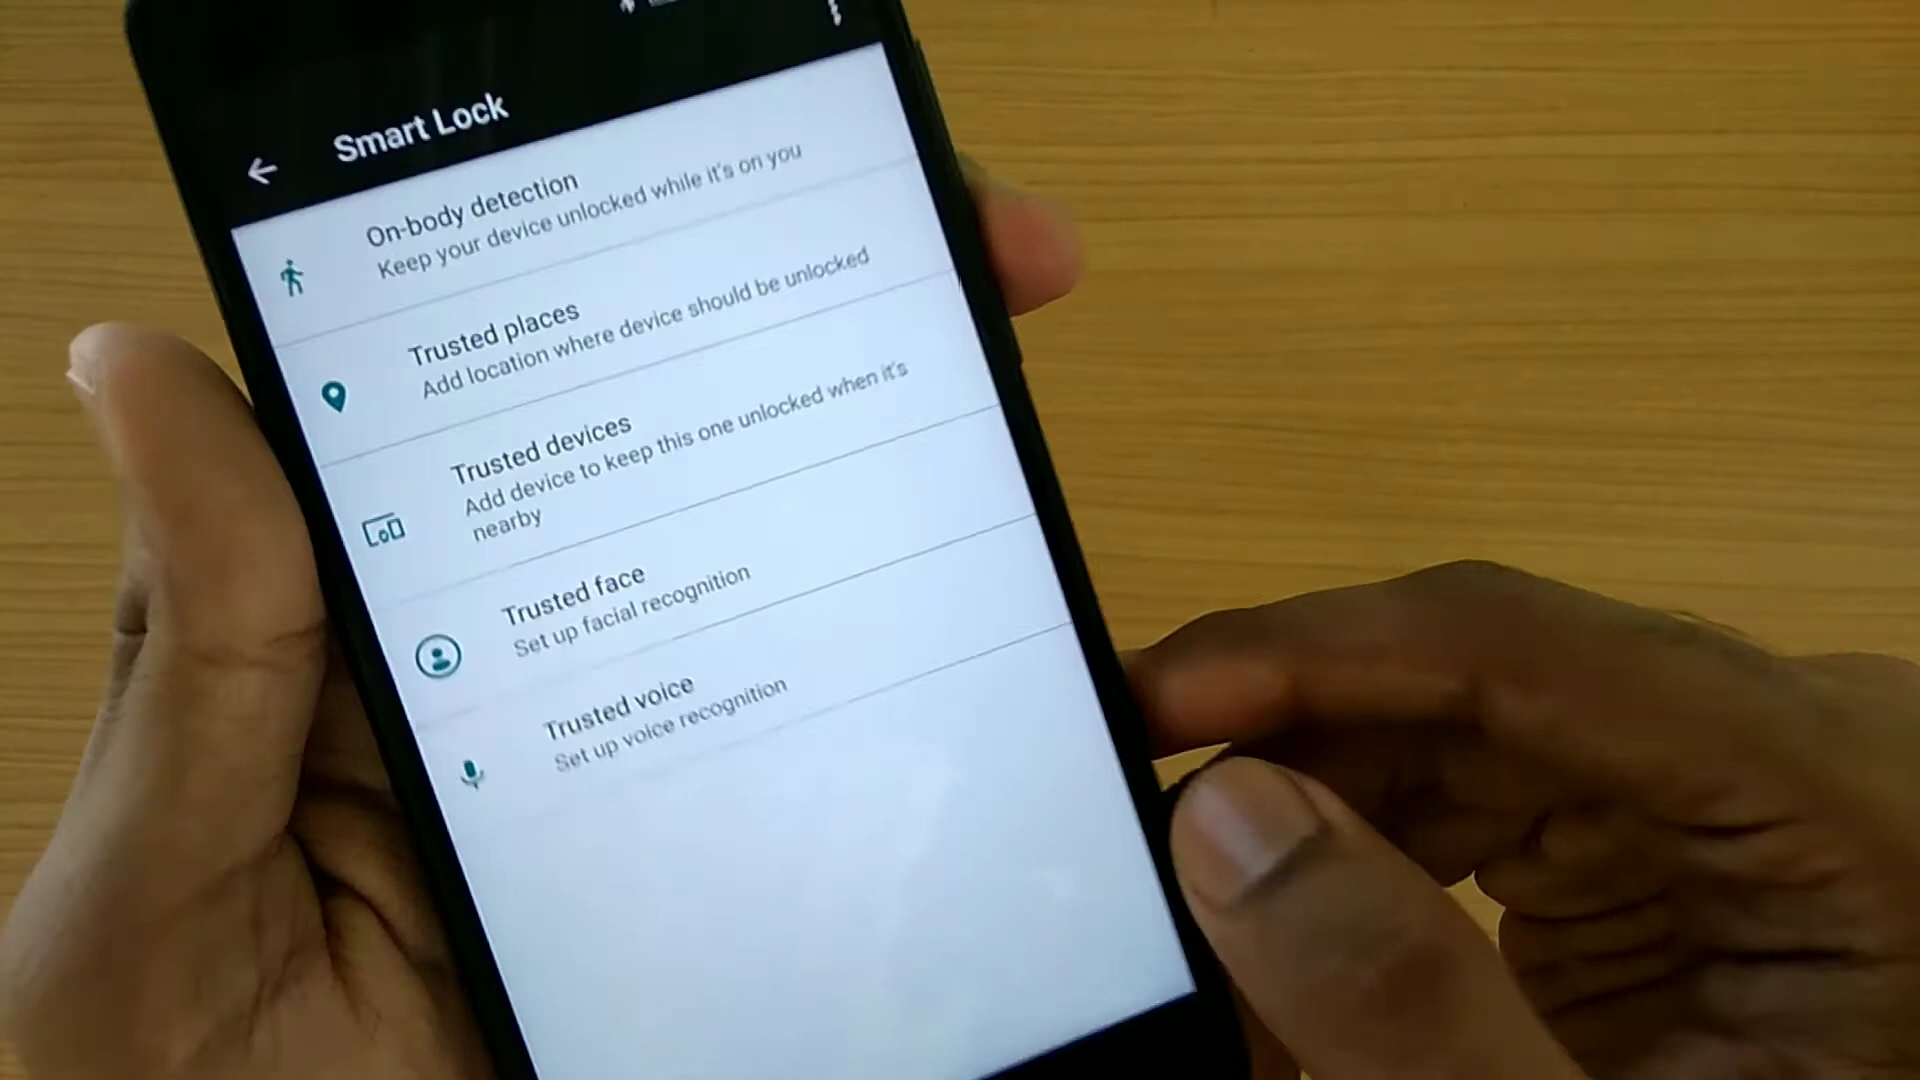 Smart Lock
On-body detection
Keep your device unlocked while it's on you
Trusted places
Add location where device should be unlocked
Trusted devices
Add device to keep this one unlocked when it's
nearby
Trusted face
Set up facial recognition
Trusted voice
Set up voice recognition